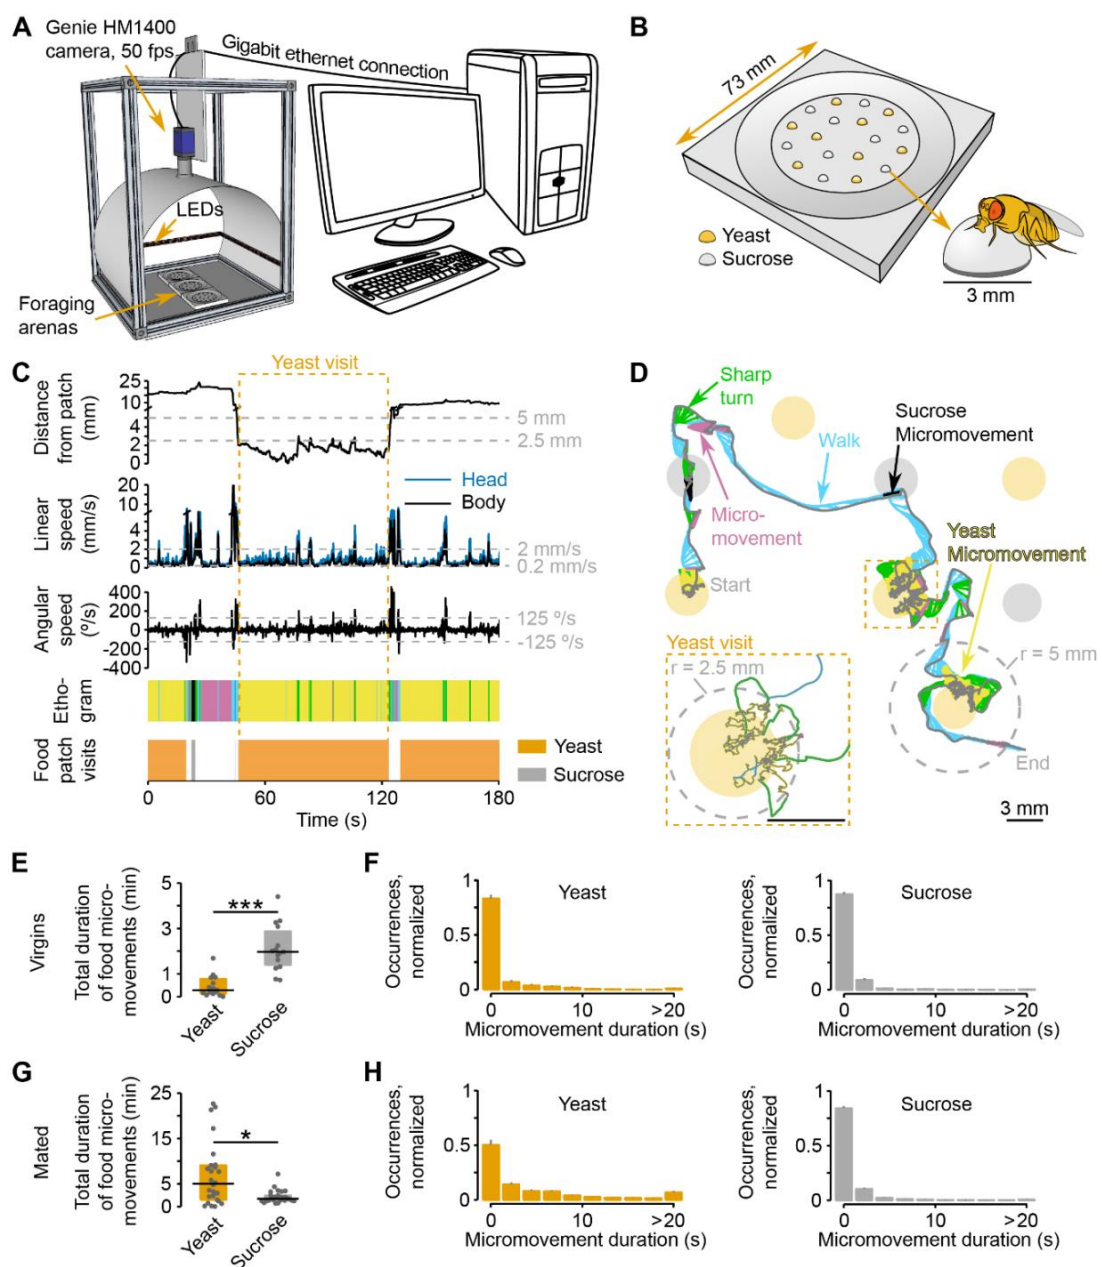 A
Genie HM1400
camera, 50 fps
Gigabit ethernet connection
LEDs
Foraging
arenas
B
73 mm
Yeast
Sucrose
3 mm
C
Yeast visit
Distance
from patch
(mm)
25
10
4
2
0
5 mm
2.5 mm
Linear
speed
(mm/s)
20
10
4
2
0
Head
Body
2 mm/s
0.2 mm/s
Angular
speed
(º/s)
400
200
0
-200
-400
125 º/s
-125 º/s
Etho-
gram
Food
patch
visits
Yeast
Sucrose
0 60 120 180
Time (s)
D
Sharp
turn
Sucrose
Micromovement
Walk
Micro-
movement
Yeast
Micromovement
Start
Yeast visit
r = 2.5 mm
r = 5 mm
End
3 mm
E
Virgins
Total duration
of food micro-
movements (min)
5
3
1
0
***
Yeast
Sucrose
F
Occurrences,
normalized
1
0.5
0
Yeast
0 10 >20
Micromovement duration (s)
Occurrences,
normalized
1
0.5
0
Sucrose
0 10 >20
Micromovement duration (s)
G
Mated
Total duration
of food micro-
movements (min)
25
15
5
0
*
Yeast
Sucrose
H
Occurrences,
normalized
1
0.5
0
Yeast
0 10 >20
Micromovement duration (s)
Occurrences,
normalized
1
0.5
0
Sucrose
0 10 >20
Micromovement duration (s)